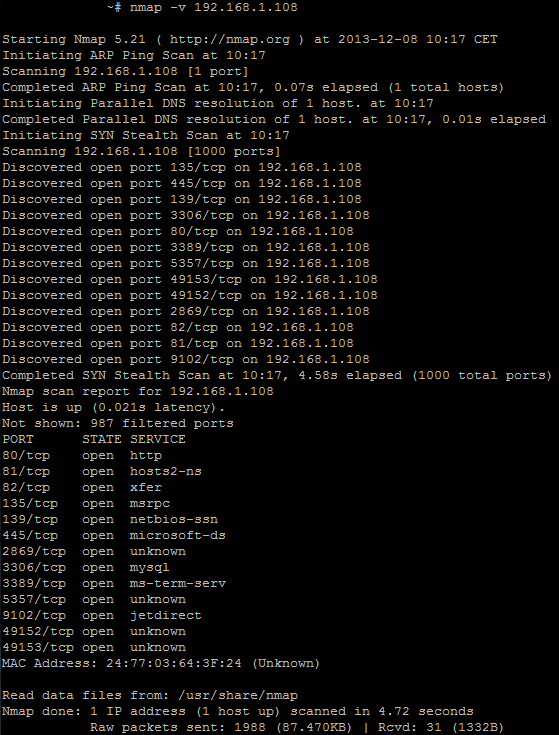 ~# nmap -v 192.168.1.108
Starting Nmap 5.21 ( http://nmap.org ) at 2013-12-08 10:17 CET
Initiating ARP Ping Scan at 10:17
Scanning 192.168.1.108 [1 port]
Completed ARP Ping Scan at 10:17, 0.07s elapsed (1 total hosts)
Initiating Parallel DNS resolution of 1 host. at 10:17
Completed Parallel DNS resolution of 1 host. at 10:17, 0.01s elapsed
Initiating SYN Stealth Scan at 10:17
Scanning 192.168.1.108 [1000 ports]
Discovered open port 135/tcp on 192.168.1.108
Discovered open port 445/tcp on 192.168.1.108
Discovered open port 139/tcp on 192.168.1.108
Discovered open port 3306/tcp on 192.168.1.108
Discovered open port 80/tcp on 192.168.1.108
Discovered open port 3389/tcp on 192.168.1.108
Discovered open port 5357/tcp on 192.168.1.108
Discovered open port 49153/tcp on 192.168.1.108
Discovered open port 49152/tcp on 192.168.1.108
Discovered open port 2869/tcp on 192.168.1.108
Discovered open port 82/tcp on 192.168.1.108
Discovered open port 81/tcp on 192.168.1.108
Discovered open port 9102/tcp on 192.168.1.108
Completed SYN Stealth Scan at 10:17, 4.58s elapsed (1000 total ports)
Nmap scan report for 192.168.1.108
Host is up (0.021s latency).
Not shown: 987 filtered ports
PORT STATE SERVICE
80/tcp open http
81/tcp open hosts2-ns
82/tcp open xfer
135/tcp open msrpc
139/tcp open netbios-ssn
445/tcp open microsoft-ds
2869/tcp open unknown
3306/tcp open mysql
3389/tcp open ms-term-serv
5357/tcp open unknown
9102/tcp open jetdirect
49152/tcp open unknown
49153/tcp open unknown
MAC Address: 24:77:03:64:3F:24 (Unknown)
Read data files from: /usr/share/nmap
Nmap done: 1 IP address (1 host up) scanned in 4.72 seconds
Raw packets sent: 1988 (87.470KB) | Rcvd: 31 (1332B)